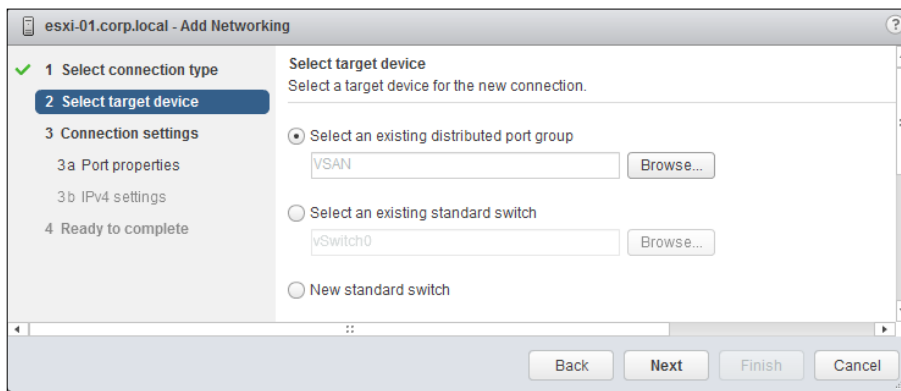 esxi-01.corp.local - Add Networking
?
1 Select connection type
2 Select target device
3 Connection settings
3a Port properties
3b IPv4 settings
4 Ready to complete
Select target device
Select a target device for the new connection.
Select an existing distributed port group
VSAN
Browse...
Select an existing standard switch
vSwitch0
Browse...
New standard switch
Back
Next
Finish
Cancel